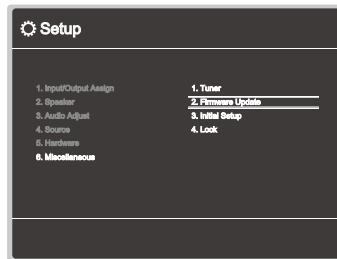 Setup
1. Input/Output Assign
2. Speaker
3. Audio Adjust
4. Source
5. Hardware
6. Miscellaneous
1. Tuner
2. Firmware Update
3. Initial Setup
4. Lock